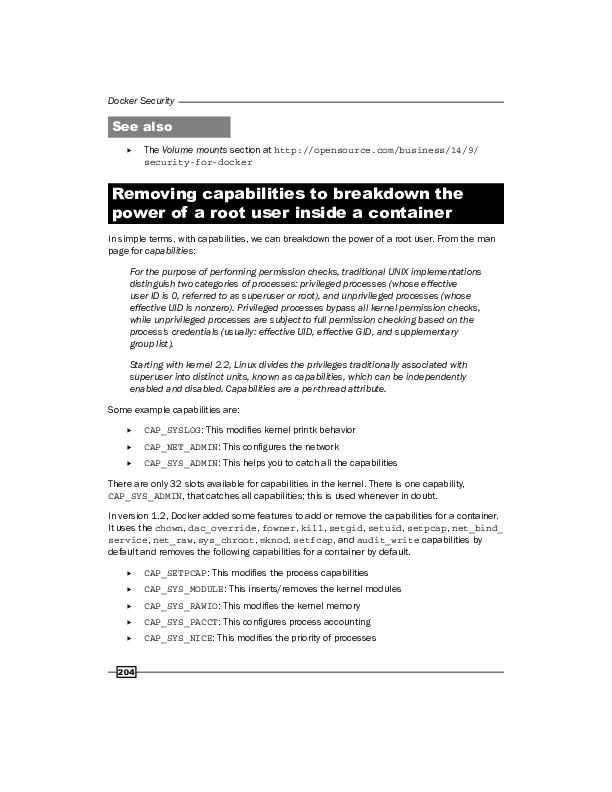 Docker Security
See also
▸ The Volume mounts section at http://opensource.com/business/14/9/
security-for-docker
Removing capabilities to breakdown the
power of a root user inside a container
In simple terms, with capabilities, we can breakdown the power of a root user. From the man
page for capabilities:
For the purpose of performing permission checks, traditional UNIX implementations
distinguish two categories of processes: privileged processes (whose effective
user ID is 0, referred to as superuser or root), and unprivileged processes (whose
effective UID is nonzero). Privileged processes bypass all kernel permission checks,
while unprivileged processes are subject to full permission checking based on the
process's credentials (usually: effective UID, effective GID, and supplementary
group list).
Starting with kernel 2.2, Linux divides the privileges traditionally associated with
superuser into distinct units, known as capabilities, which can be independently
enabled and disabled. Capabilities are a per-thread attribute.
Some example capabilities are:
▸ CAP_SYSLOG: This modifies kernel printk behavior
▸ CAP_NET_ADMIN: This configures the network
▸ CAP_SYS_ADMIN: This helps you to catch all the capabilities
There are only 32 slots available for capabilities in the kernel. There is one capability,
CAP_SYS_ADMIN, that catches all capabilities; this is used whenever in doubt.
In version 1.2, Docker added some features to add or remove the capabilities for a container.
It uses the chown, dac_override, fowner, kill, setgid, setuid, setpcap, net_bind_
service, net_raw, sys_chroot, mknod, setfcap, and audit_write capabilities by
default and removes the following capabilities for a container by default.
▸ CAP_SETPCAP: This modifies the process capabilities
▸ CAP_SYS_MODULE: This inserts/removes the kernel modules
▸ CAP_SYS_RAWIO: This modifies the kernel memory
▸ CAP_SYS_PACCT: This configures process accounting
▸ CAP_SYS_NICE: This modifies the priority of processes
204